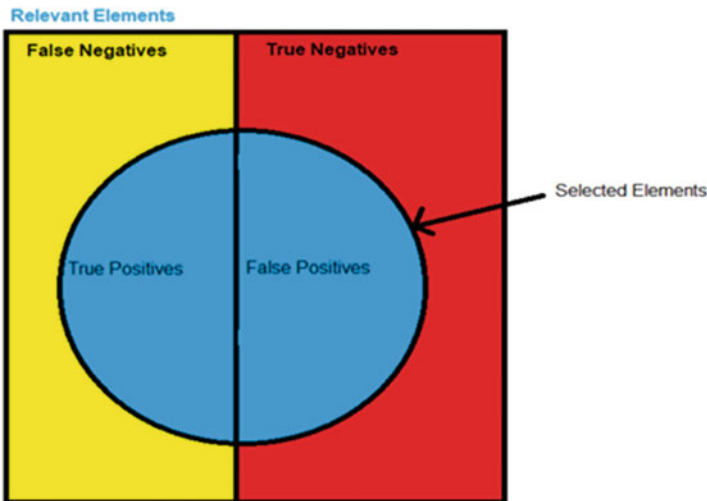 Relevant Elements
False Negatives
True Negatives
Selected Elements
True Positives
False Positives